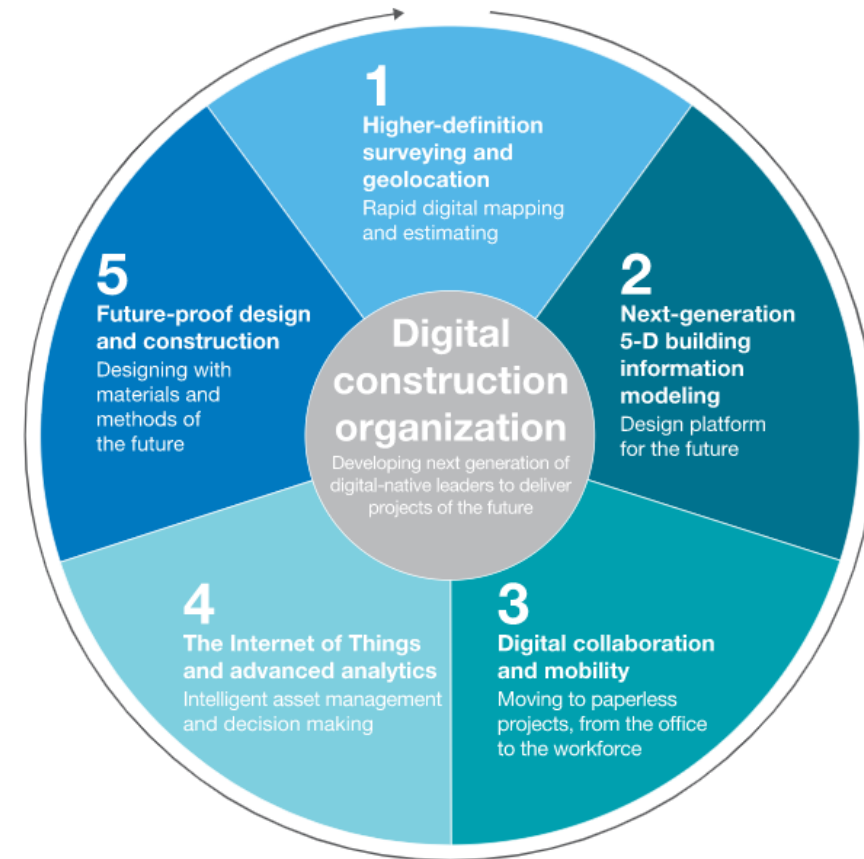 1
Higher-definition
surveying and
geolocation
Rapid digital mapping
and estimating
2
Next-generation
5-D building
information
modeling
Design platform
for the future
3
Digital collaboration
and mobility
Moving to paperless
projects, from the office
to the workforce
4
The Internet of Things
and advanced analytics
Intelligent asset management
and decision making
5
Future-proof design
and construction
Designing with
materials and
methods of
the future
Digital
construction
organization
Developing next generation of
digital-native leaders to deliver
projects of the future